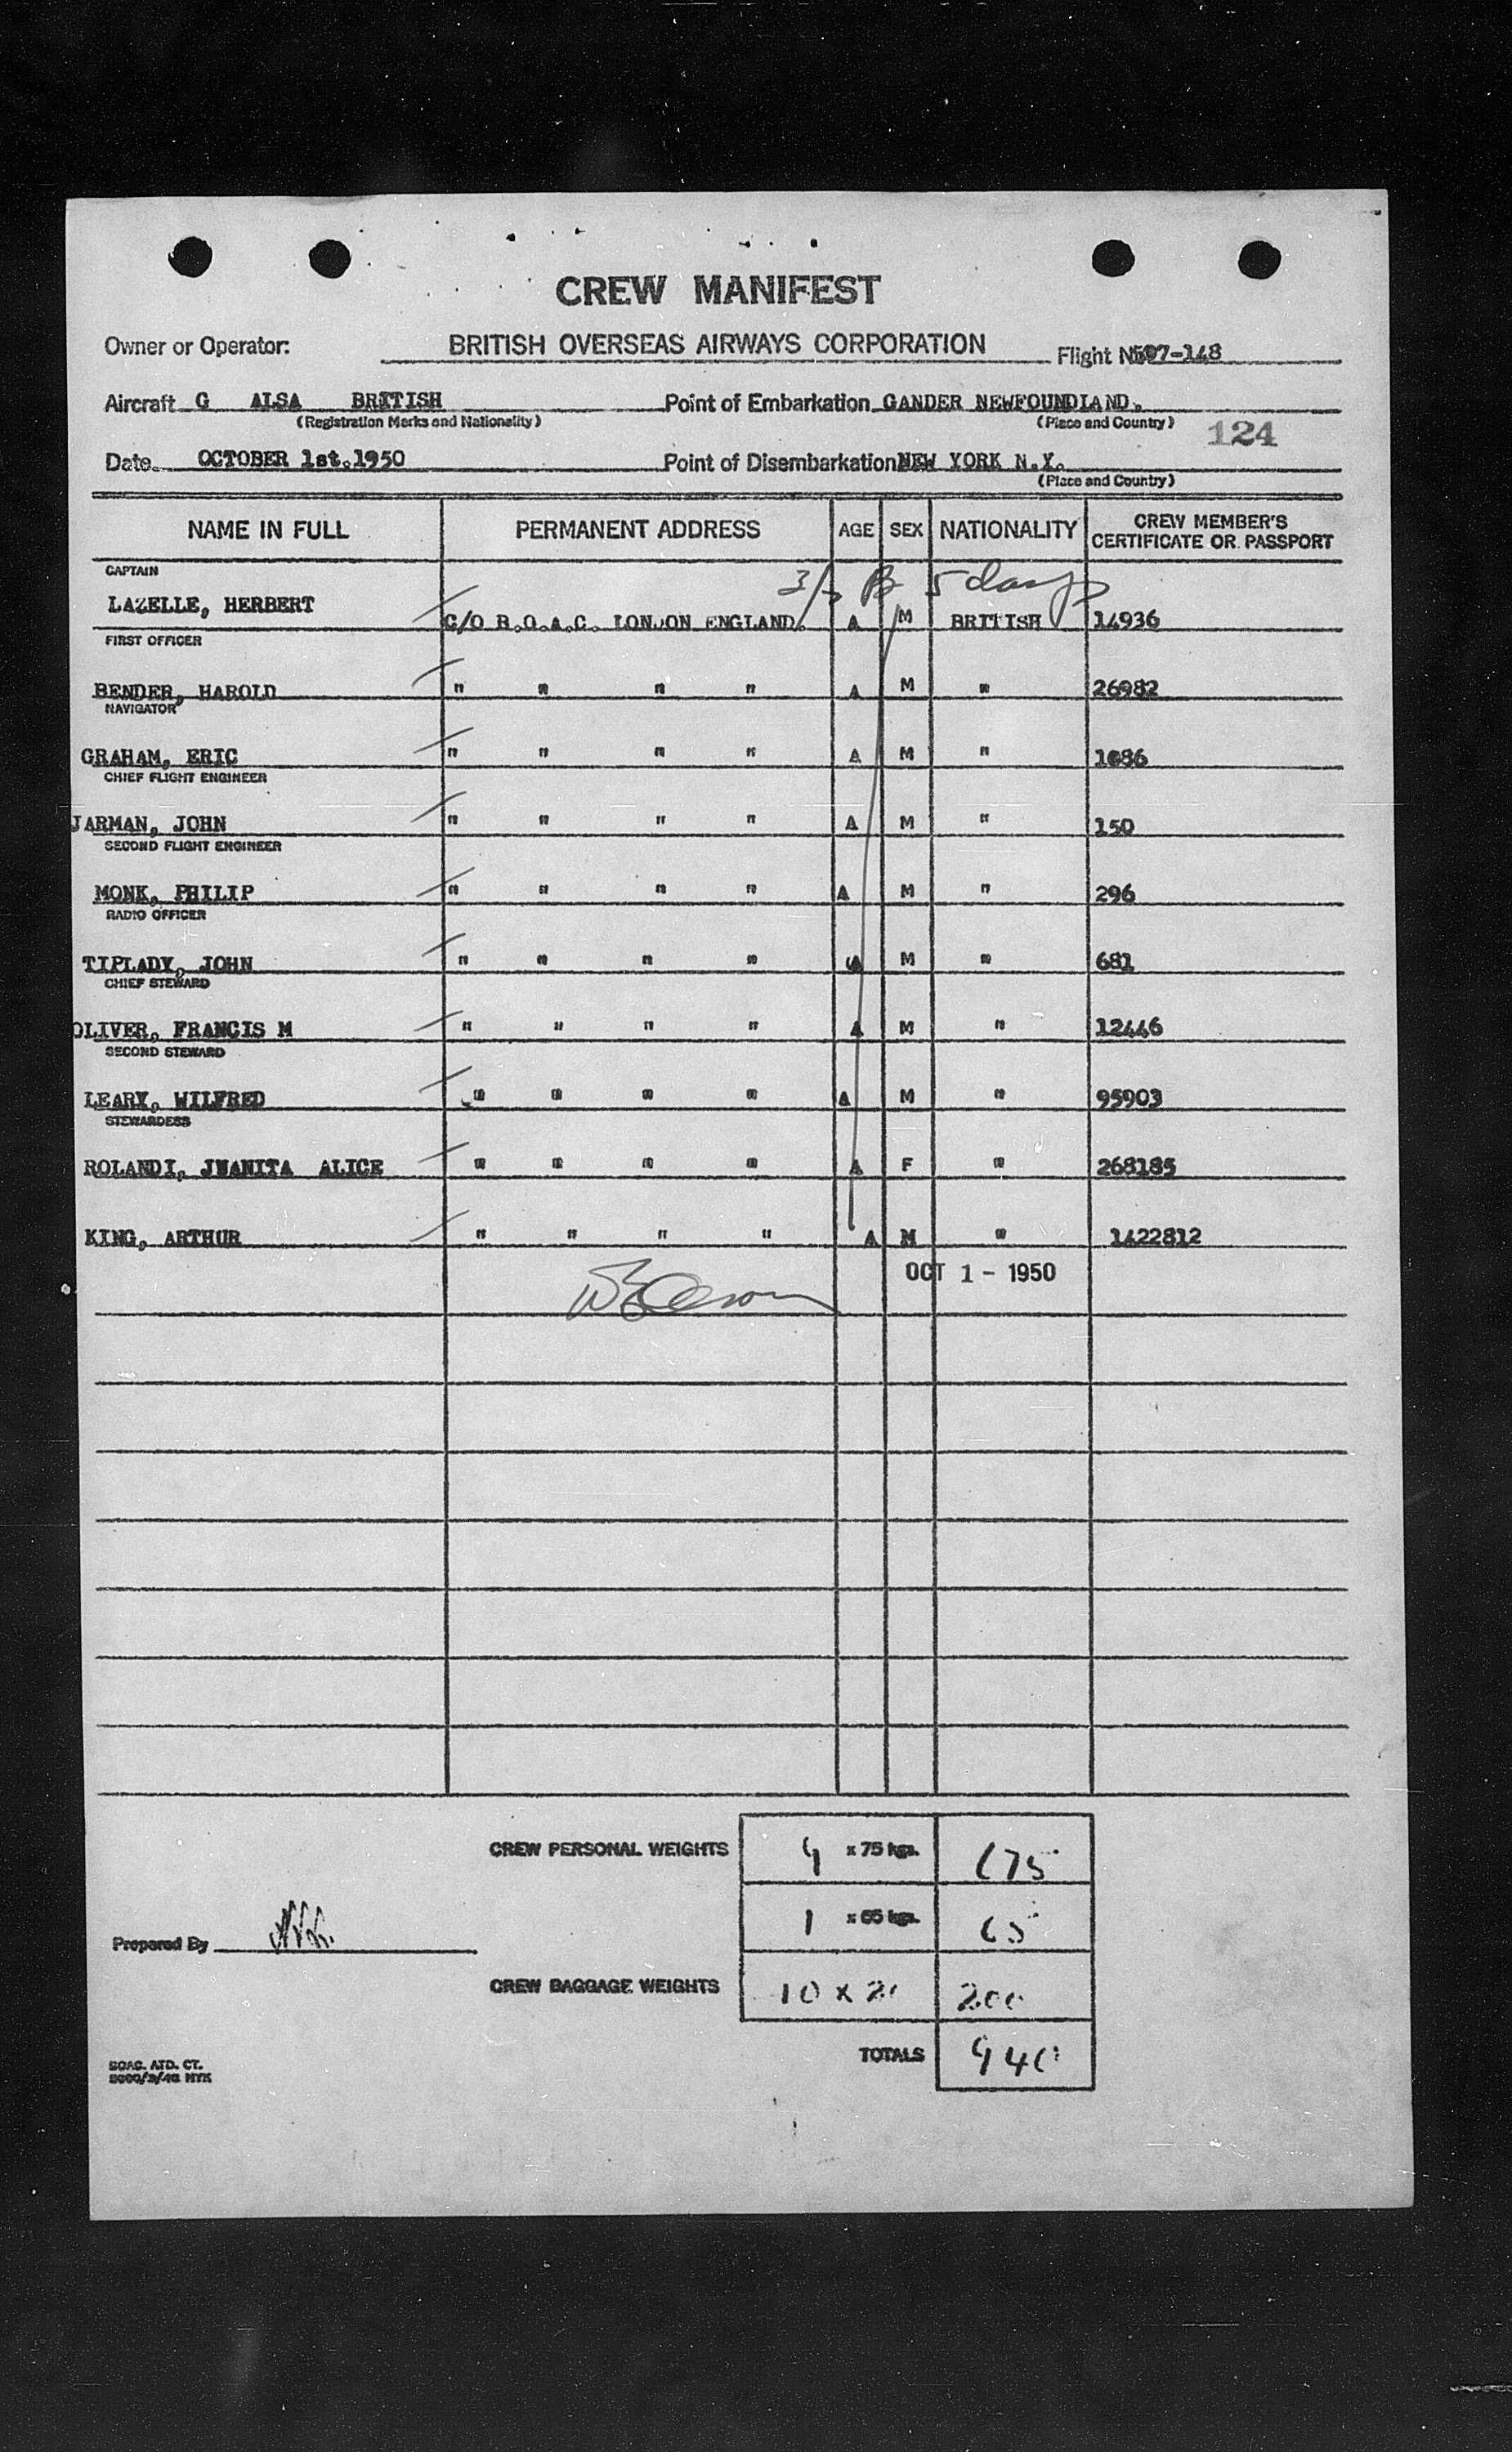 CREW MANIFEST
Owner or Operator: BRITISH OVERSEAS AIRWAYS CORPORATION Flight No 507-148
Aircraft G ALSA BRITISH Point of Embarkation GANDER NEWFOUNDLAND.
(Registration Marks and Nationality) (Place and Country)
124
Date OCTOBER 1st.1950 Point of Disembarkation NEW YORK N.Y.
(Place and Country)
NAME IN FULL PERMANENT ADDRESS AGE SEX NATIONALITY CREW MEMBER'S CERTIFICATE OR PASSPORT
CAPTAIN
5 days
LAZELLE, HERBERT C/O B.O.A.C. LONDON ENGLAND. A M BRITISH 14936
FIRST OFFICER
BENDER, HAROLD " " " " A M " 26982
NAVIGATOR
GRAHAM, ERIC " " " " A M " 1086
CHIEF FLIGHT ENGINEER
JARMAN, JOHN " " " " A M " 150
SECOND FLIGHT ENGINEER
MONK, PHILIP " " " " A M " 296
RADIO OFFICER
TIPLADY, JOHN " " " " A M " 681
CHIEF STEWARD
OLIVER, FRANCIS M " " " " A M " 12446
SECOND STEWARD
LEARY, WILFRED " " " " A M " 95903
STEWARDESS
ROLANDI, JUANITA ALICE " " " " A F " 268185
KING, ARTHUR " " " " A M " 1422812
OCT 1 - 1950
CREW PERSONAL WEIGHTS 9 x 75 kgs. 675
1 x 65 kgs. 65
Prepared By
CREW BAGGAGE WEIGHTS 10 x 20 200
TOTALS 940
BOAC. ATD. CT.